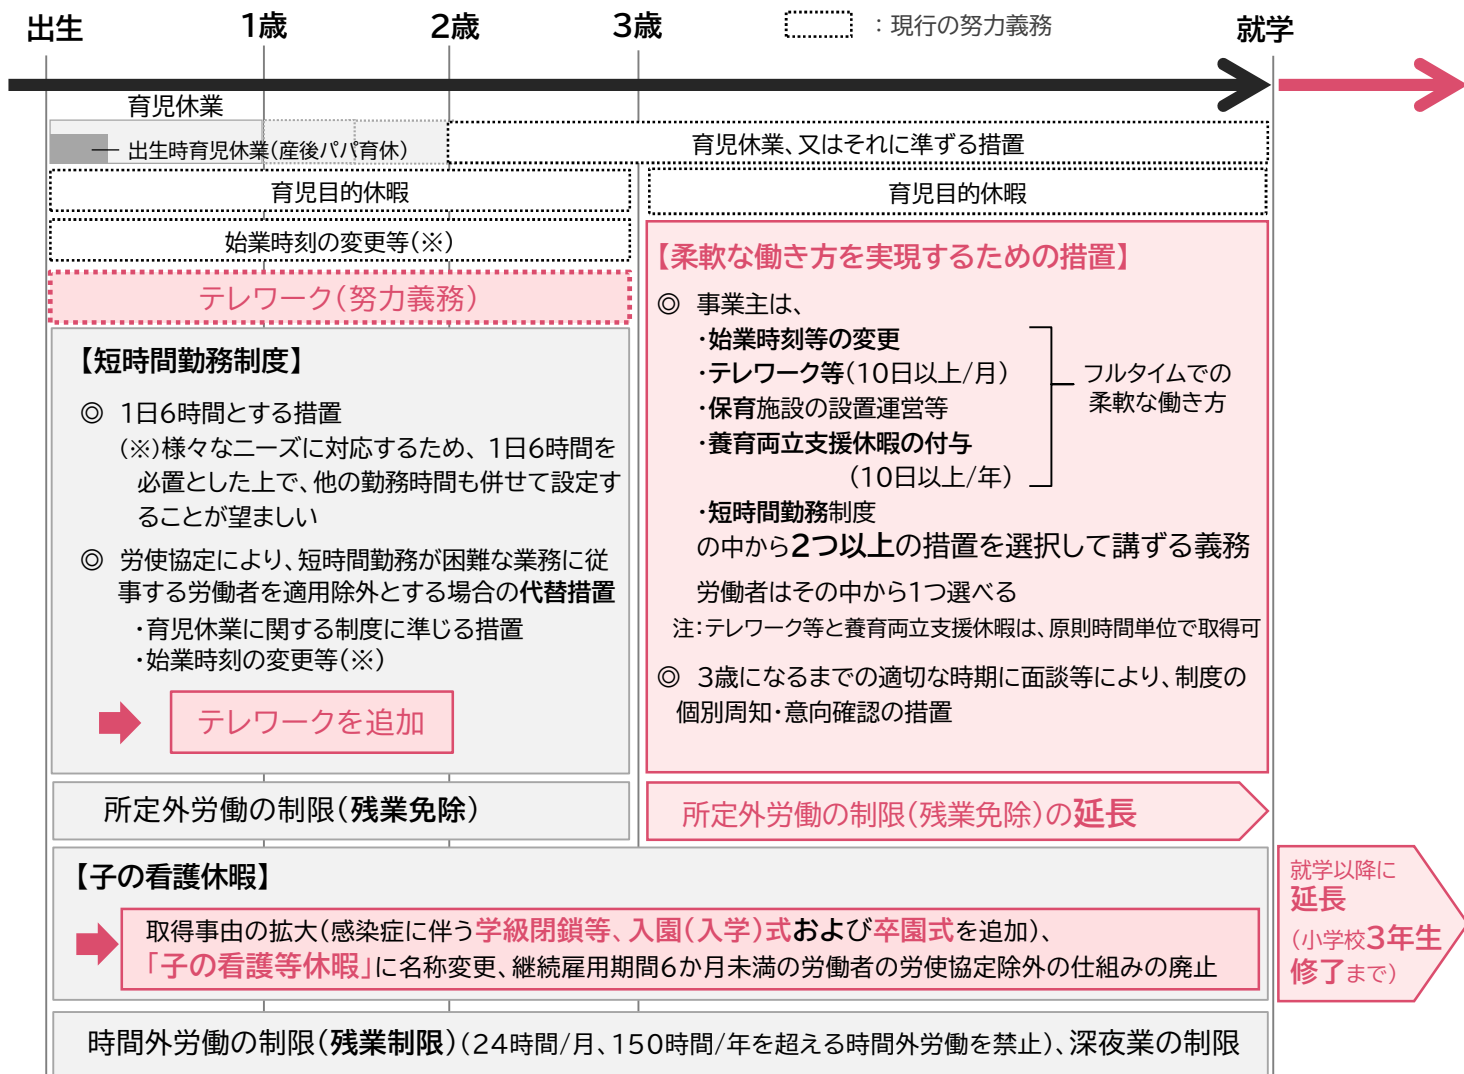 出生
1歳
2歳
3歳
：現行の努力義務
就学
育児休業
出生時育児休業(産後パパ育休)
育児休業、又はそれに準ずる措置
育児目的休暇
育児目的休暇
始業時刻の変更等(※)
テレワーク(努力義務)
【短時間勤務制度】
◎ 1日6時間とする措置
(※)様々なニーズに対応するため、1日6時間を
必置とした上で、他の勤務時間も併せて設定す
ることが望ましい
◎ 労使協定により、短時間勤務が困難な業務に従
事する労働者を適用除外とする場合の代替措置
・育児休業に関する制度に準じる措置
・始業時刻の変更等(※)
テレワークを追加
【柔軟な働き方を実現するための措置】
◎ 事業主は、
・始業時刻等の変更
・テレワーク等(10日以上/月)
・保育施設の設置運営等
・養育両立支援休暇の付与
(10日以上/年)
フルタイムでの
柔軟な働き方
・短時間勤務制度
の中から2つ以上の措置を選択して講ずる義務
労働者はその中から1つ選べる
注：テレワーク等と養育両立支援休暇は、原則時間単位で取得可
◎ 3歳になるまでの適切な時期に面談等により、制度の
個別周知・意向確認の措置
所定外労働の制限(残業免除)
所定外労働の制限(残業免除)の延長
【子の看護休暇】
取得事由の拡大(感染症に伴う学級閉鎖等、入園(入学)式および卒園式を追加)、
「子の看護等休暇」に名称変更、継続雇用期間6か月未満の労働者の労使協定除外の仕組みの廃止
就学以降に
延長
(小学校3年生
修了まで)
時間外労働の制限(残業制限)(24時間/月、150時間/年を超える時間外労働を禁止)、深夜業の制限